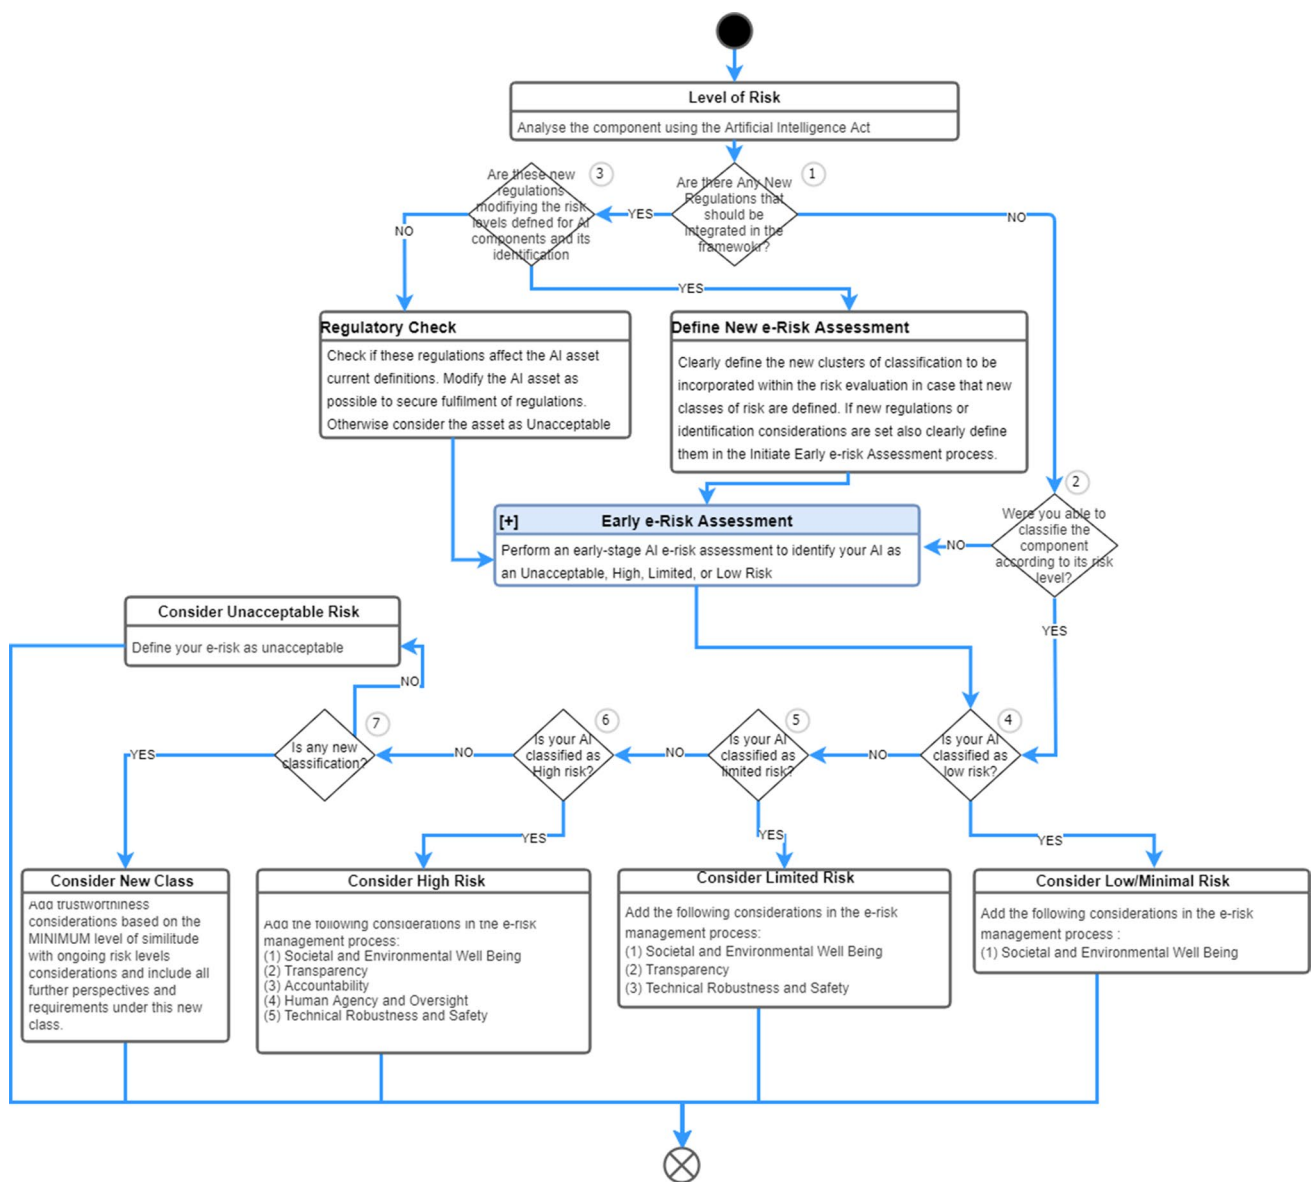 Level of Risk
Analyse the component using the Artificial Intelligence Act
3
Are these new
regulations
modifiying the risk
levels defned for AI
components and its
identification
1
Are there Any New
Regulations that
should be
integrated in the
framewokr?
YES
NO
NO
YES
Regulatory Check
Check if these regulations affect the AI asset
current definitions. Modify the AI asset as
possible to secure fulfilment of regulations.
Otherwise consider the asset as Unacceptable
Define New e-Risk Assessment
Clearly define the new clusters of classification to be
incorporated within the risk evaluation in case that new
classes of risk are defined. If new regulations or
identification considerations are set also clearly define
them in the Initiate Early e-risk Assessment process.
2
Were you able to
classifie the
component
according to its risk
level?
NO
YES
[+] Early e-Risk Assessment
Perform an early-stage AI e-risk assessment to identify your AI as
an Unacceptable, High, Limited, or Low Risk
Consider Unacceptable Risk
Define your e-risk as unacceptable
NO
7
Is any new
classification?
YES
6
Is your AI
classified as
High risk?
NO
YES
5
Is your AI
classified as
limited risk?
NO
YES
4
Is your AI
classified as
low risk?
NO
YES
Consider New Class
Add trustworthiness
considerations based on the
MINIMUM level of similitude
with ongoing risk levels
considerations and include all
further perspectives and
requirements under this new
class.
Consider High Risk
Add the following considerations in the e-risk
management process:
(1) Societal and Environmental Well Being
(2) Transparency
(3) Accountability
(4) Human Agency and Oversight
(5) Technical Robustness and Safety
Consider Limited Risk
Add the following considerations in the e-risk
management process:
(1) Societal and Environmental Well Being
(2) Transparency
(3) Technical Robustness and Safety
Consider Low/Minimal Risk
Add the following considerations in the e-risk
management process :
(1) Societal and Environmental Well Being